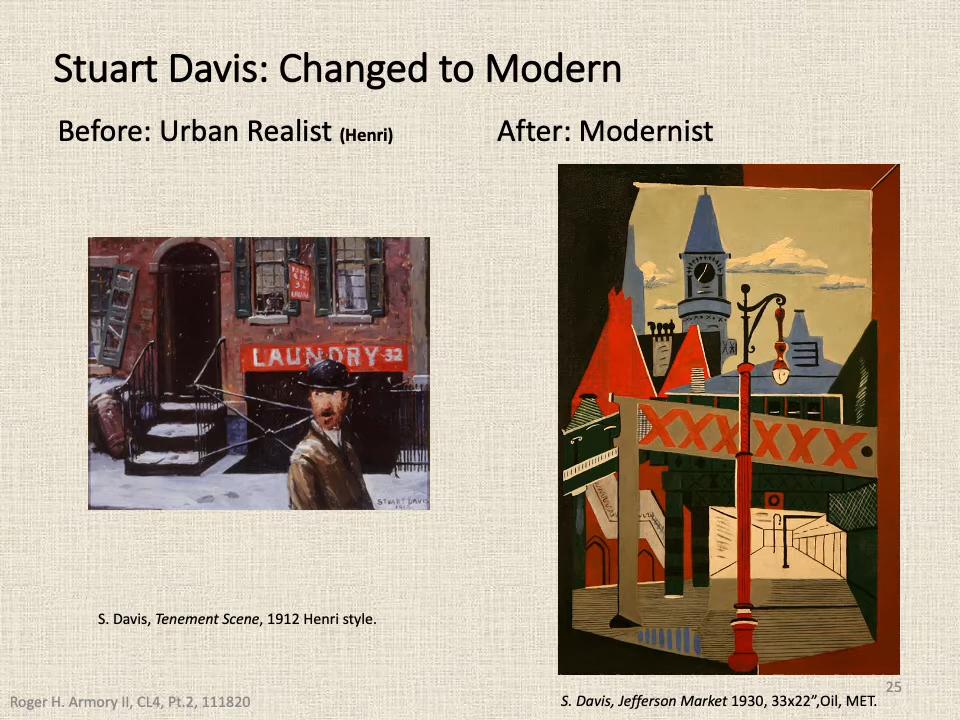 Stuart Davis: Changed to Modern
Before: Urban Realist (Henri)
After: Modernist
LAUNDRY 32
32
STUART DAVIS
XXXXXX
S. Davis, Tenement Scene, 1912 Henri style.
S. Davis, Jefferson Market 1930, 33x22”,Oil, MET.
Roger H. Armory II, CL4, Pt.2, 111820
25